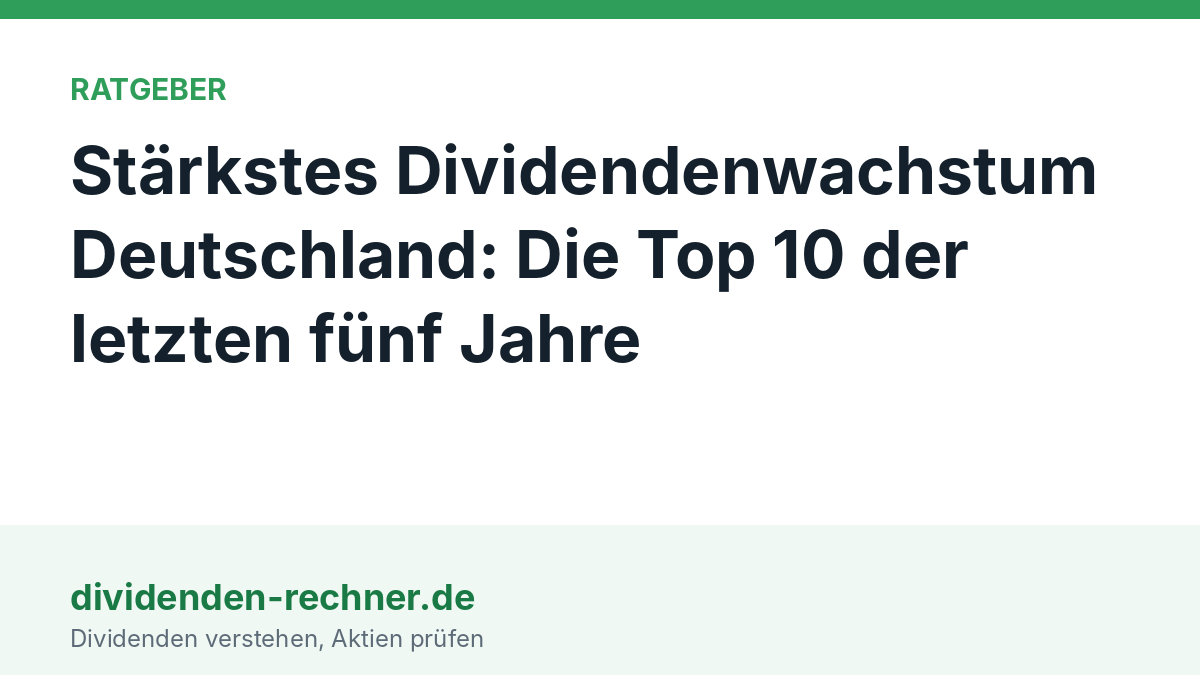 RATGEBER
Stärkstes Dividendenwachstum
Deutschland: Die Top 10 der
letzten fünf Jahre
dividenden-rechner.de
Dividenden verstehen, Aktien prüfen